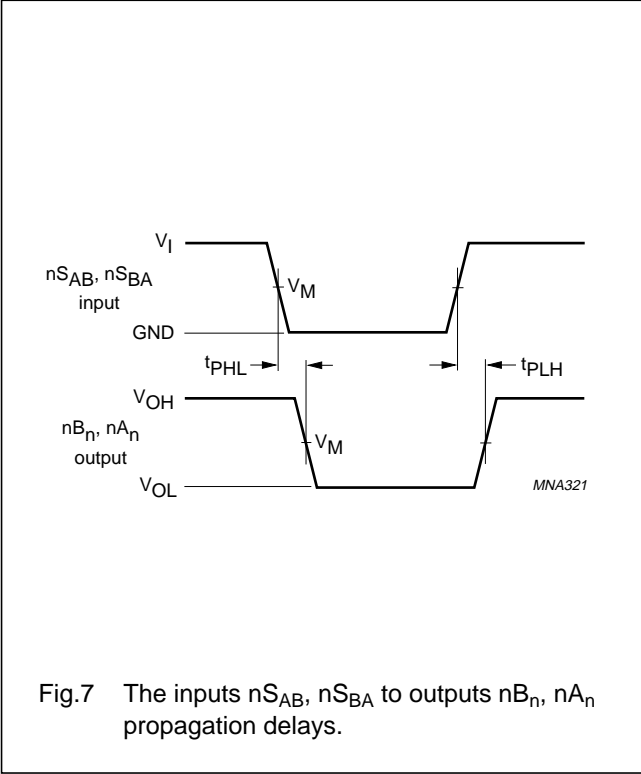 V_I
nS_AB, nS_BA
input
V_M
GND
t_PHL
t_PLH
V_OH
nB_n, nA_n
output
V_M
V_OL
MNA321
Fig.7 The inputs nS_AB, nS_BA to outputs nB_n, nA_n
propagation delays.